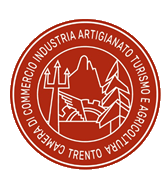 CAMERA DI COMMERCIO INDUSTRIA ARTIGIANATO TURISMO E AGRICOLTURA
TRENTO